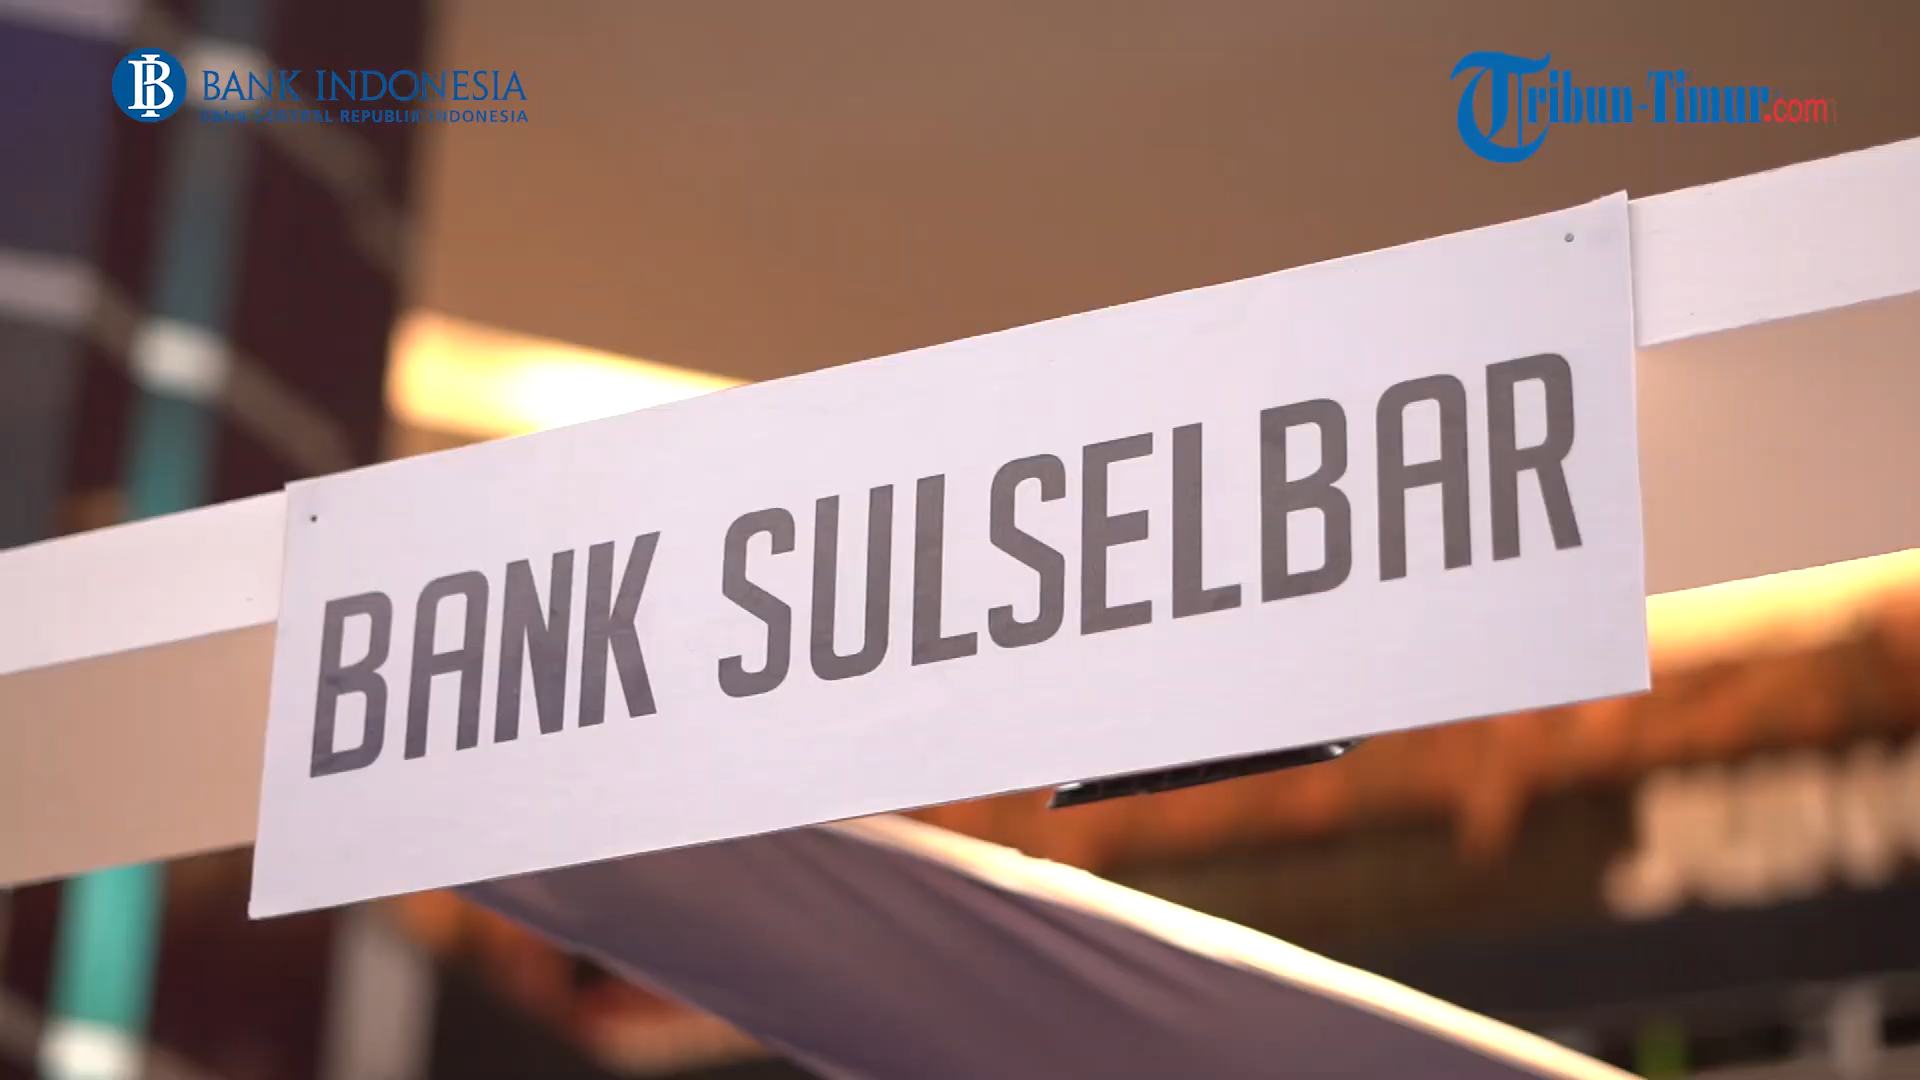 BANK INDONESIA
BANK SENTRAL REPUBLIK INDONESIA
Tribun-Timur.com
BANK SULSELBAR